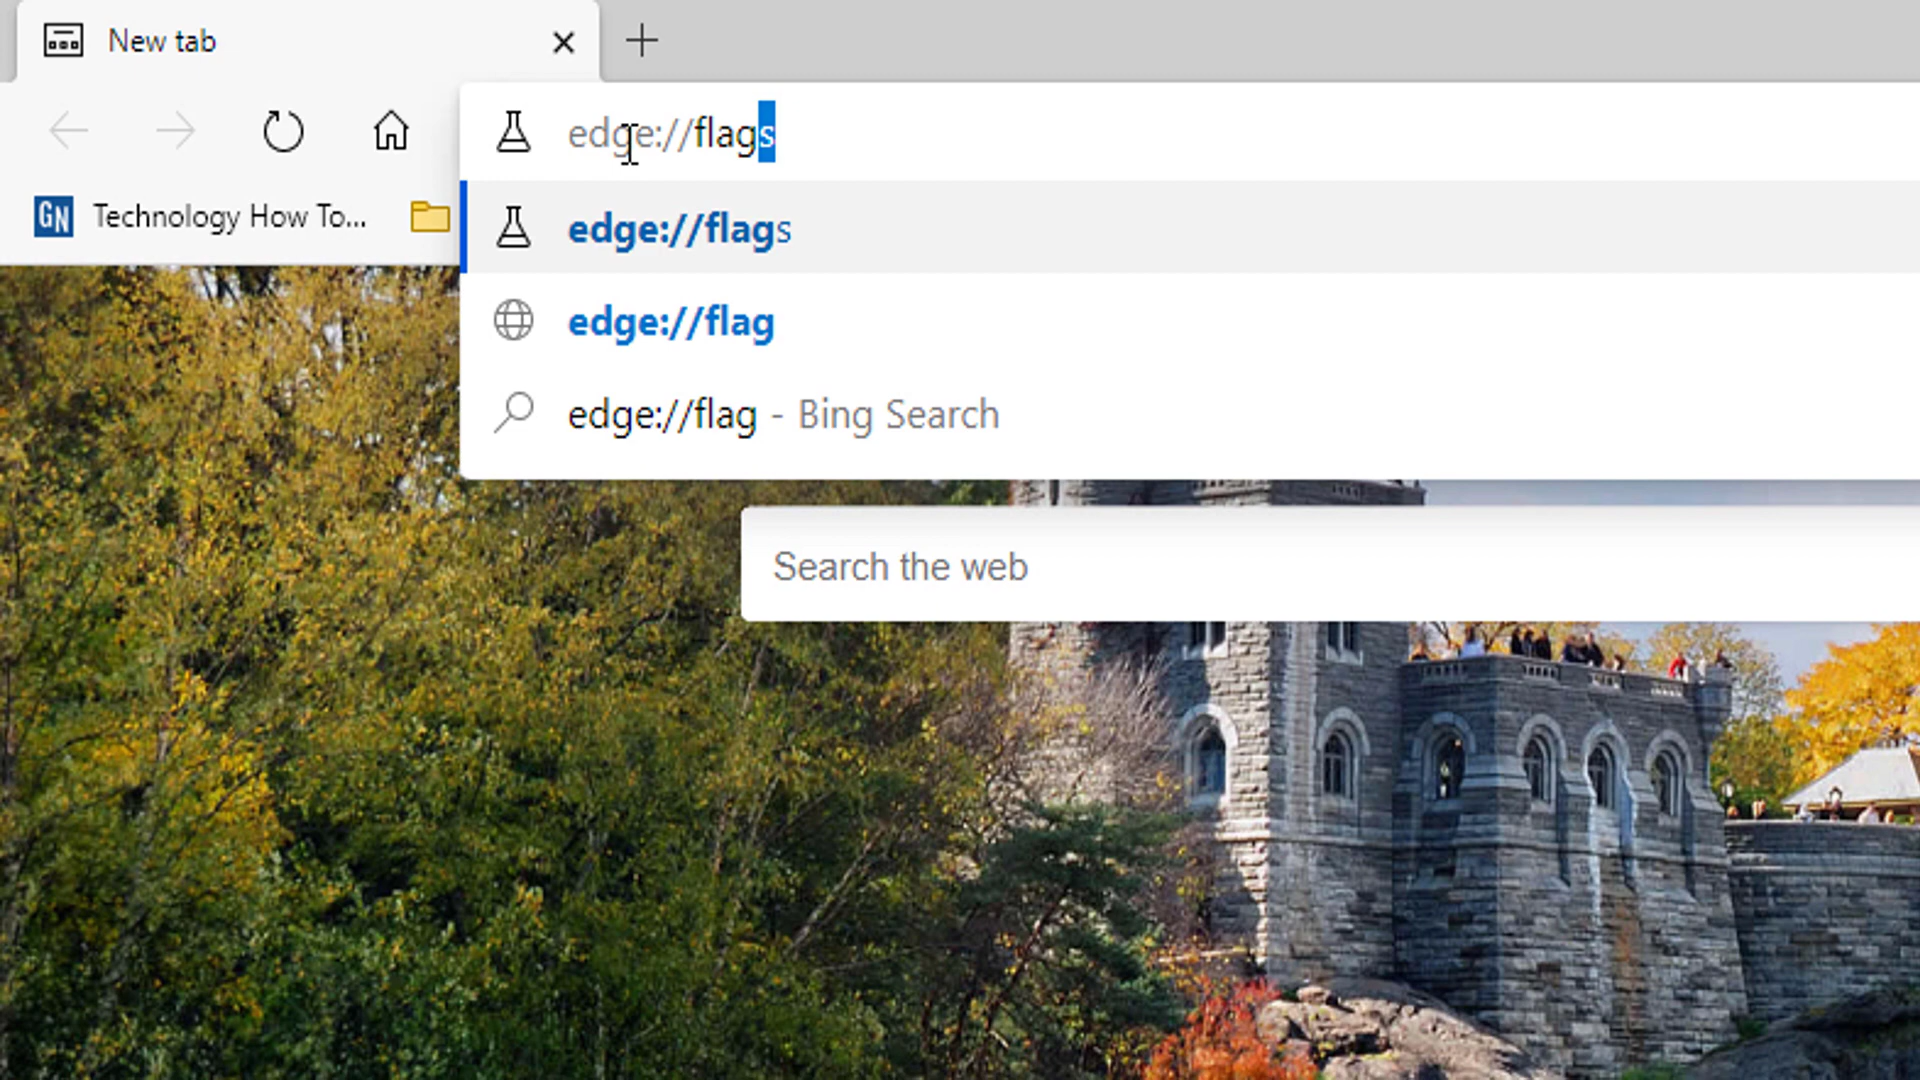 New tab
edge://flags
GN Technology How To...
edge://flags
edge://flag
edge://flag - Bing Search
Search the web